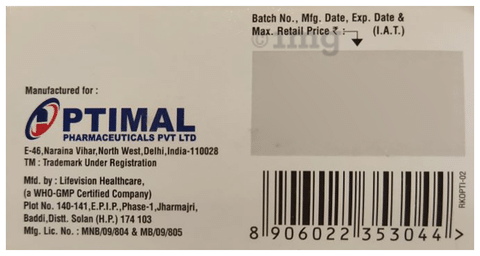 Batch No., Mfg. Date, Exp. Date &
Max. Retail Price ₹ : (I.A.T.)
Manufactured for :
OPTIMAL
PHARMACEUTICALS PVT LTD
E-46,Naraina Vihar,North West,Delhi,India-110028
TM : Trademark Under Registration
Mfd. by : Lifevision Healthcare,
(a WHO-GMP Certified Company)
Plot No. 140-141,E.P.I.P.,Phase-1,Jharmajri,
Baddi,Distt. Solan (H.P.) 174 103
Mfg. Lic. No. : MNB/09/804 & MB/09/805
8 906022 353044 >
RKOPTI-02